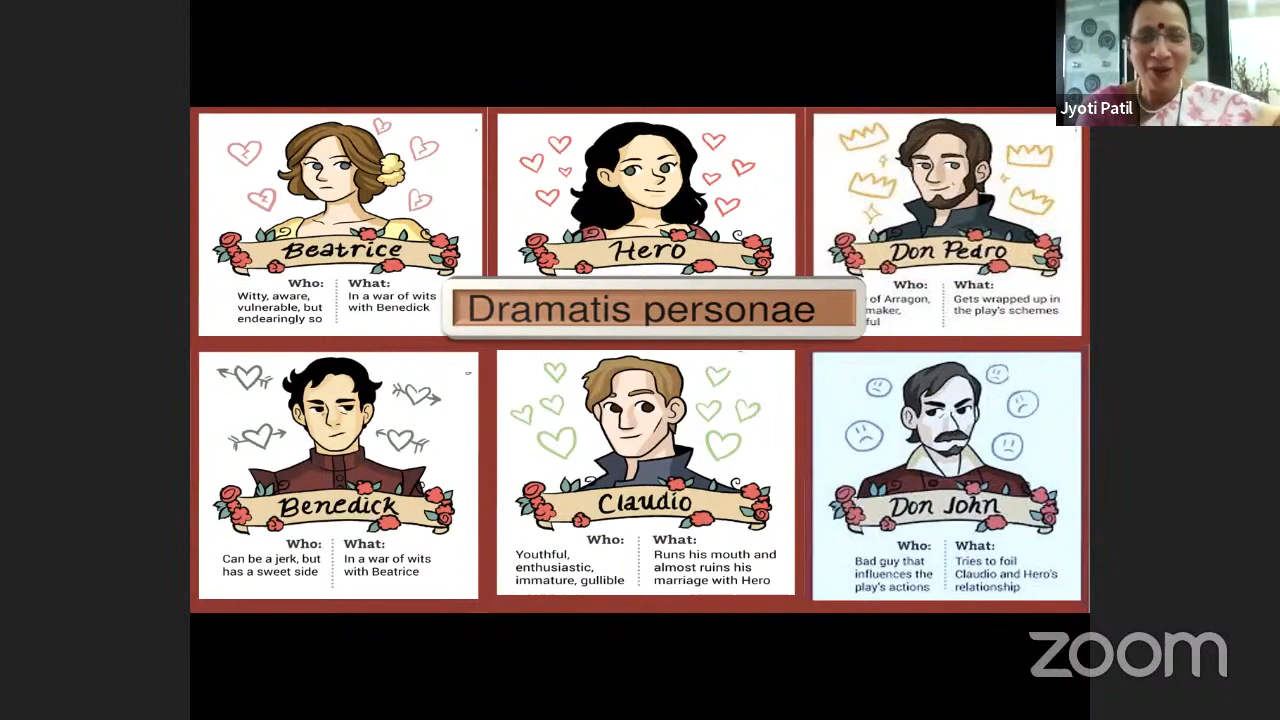 Jyoti Patil
Beatrice
Who:
Witty, aware,
vulnerable, but
endearingly so
What:
In a war of wits
with Benedick
Hero
Don Pedro
Who:
of Arragon,
What:
Gets wrapped up in
the play's schemes
Dramatis personae
Benedick
Who:
Can be a jerk, but
has a sweet side
What:
In a war of wits
with Beatrice
Claudio
Who:
Youthful,
enthusiastic,
immature, gullible
What:
Runs his mouth and
almost ruins his
marriage with Hero
Don John
Who:
Bad guy that
influences the
play's actions
What:
Tries to foil
Claudio and Hero's
relationship
zoom